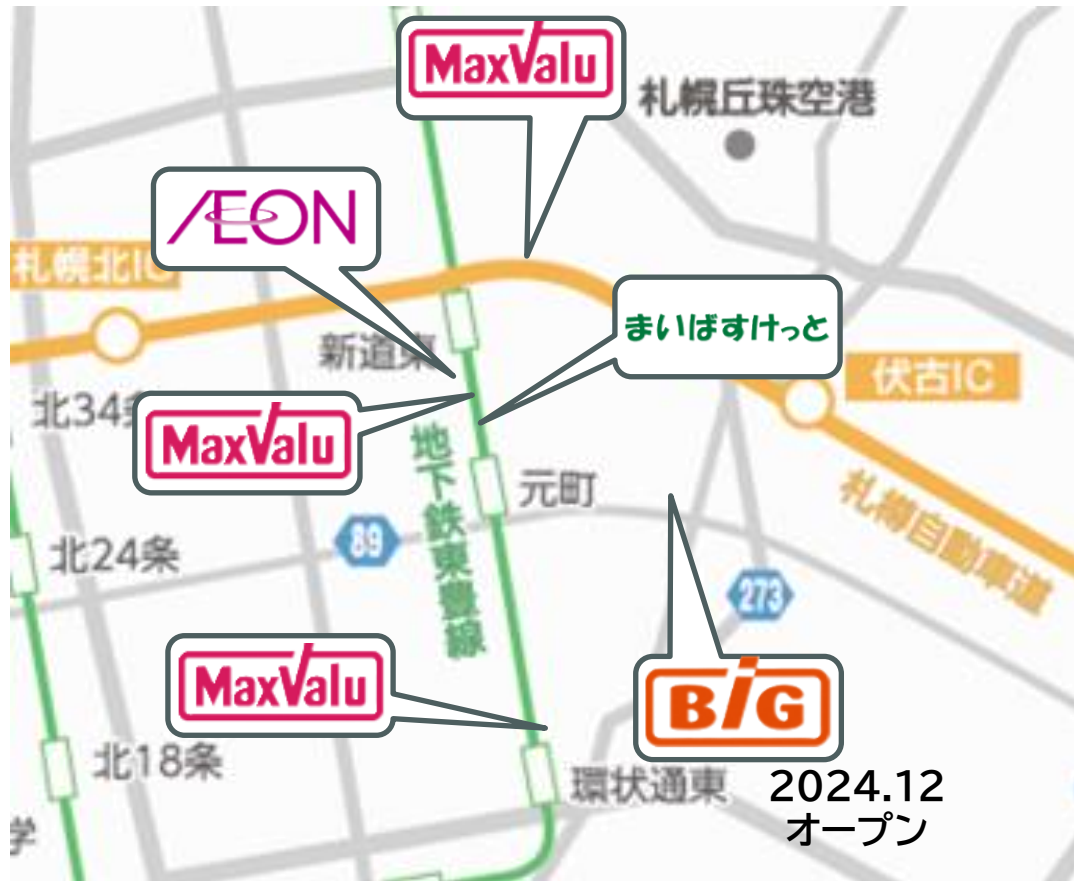 MaxValu
札幌丘珠空港
ÆON
札幌北IC
まいばすけっと
新道東
伏古IC
北34条
MaxValu
地下鉄東豊線
元町
札樽自動車道
89
北24条
273
MaxValu
BiG
北18条
環状通東
2024.12
オープン
学